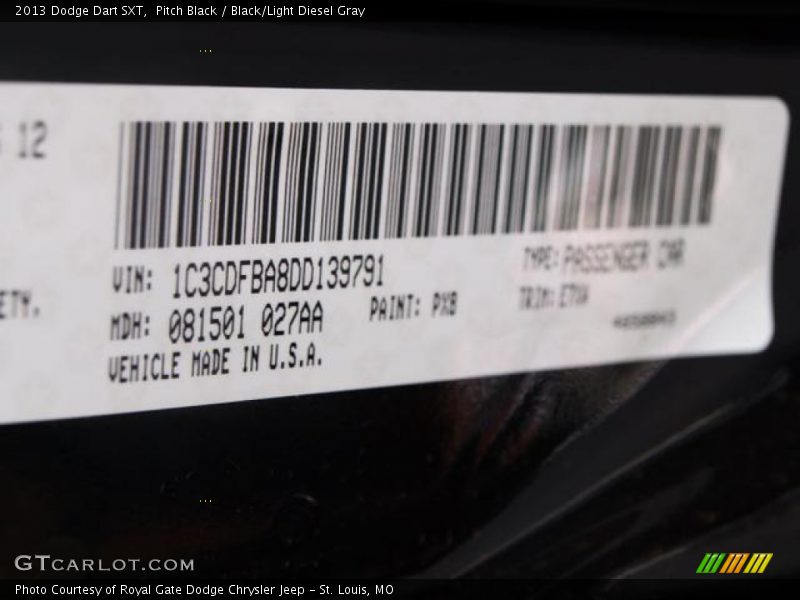 2013 Dodge Dart SXT, Pitch Black / Black/Light Diesel Gray
12
VIN: 1C3CDFBA8DD139791
TYPE: PASSENGER CAR
ETY.
MDH: 081501 027AA
PAINT: PXB
TRIM:
VEHICLE MADE IN U.S.A.
GTCARLOT.COM
Photo Courtesy of Royal Gate Dodge Chrysler Jeep - St. Louis, MO